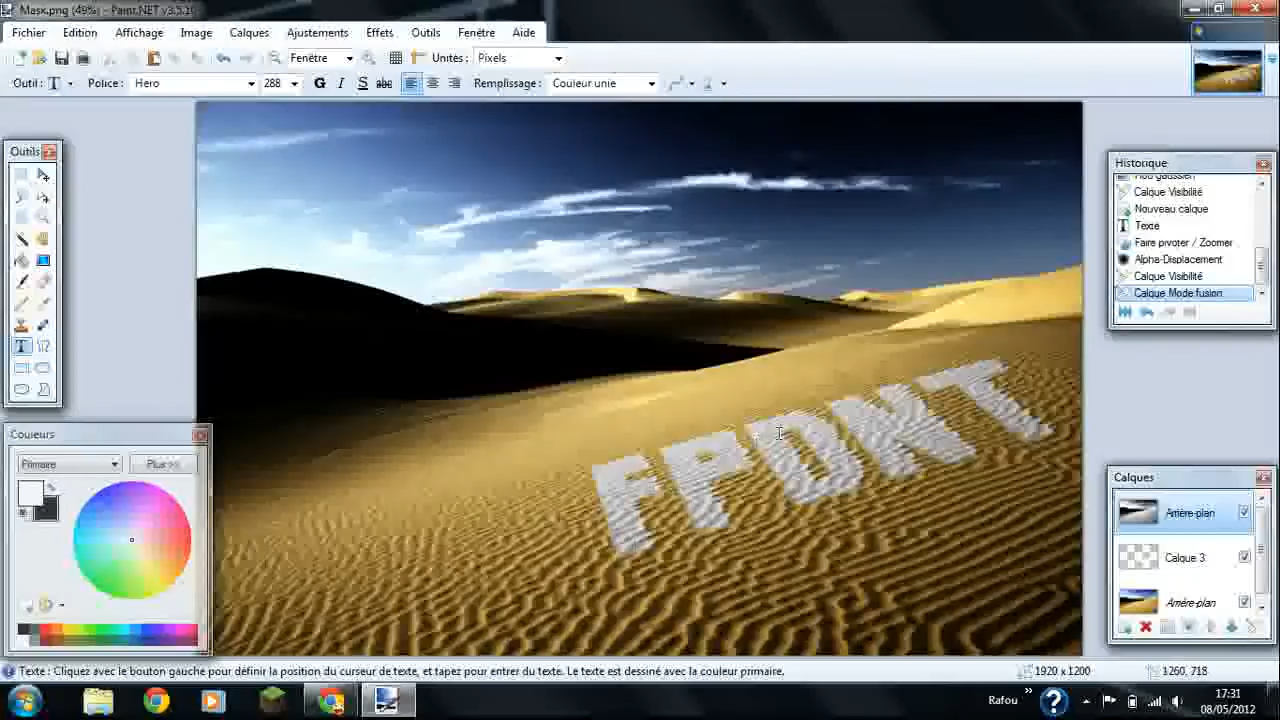 Masx.png (49%) - Paint.NET v3.5.10
Fichier Edition Affichage Image Calques Ajustements Effets Outils Fenêtre Aide
Fenêtre Unités : Pixels
Outil : T Police : Hero 288 G I S abc Remplissage : Couleur unie
Outils
Historique
Calque Visibilité
Nouveau calque
Texte
Faire pivoter / Zoomer
Alpha-Displacement
Calque Visibilité
Calque Mode fusion
FPDNT
Couleurs
Primaire Plus >>
Calques
Arrière-plan
Calque 3
Arrière-plan
Texte : Cliquez avec le bouton gauche pour définir la position du curseur de texte, et tapez pour entrer du texte. Le texte est dessiné avec la couleur primaire. 1920 x 1200 1260, 718
Rafou » 17:31
08/05/2012